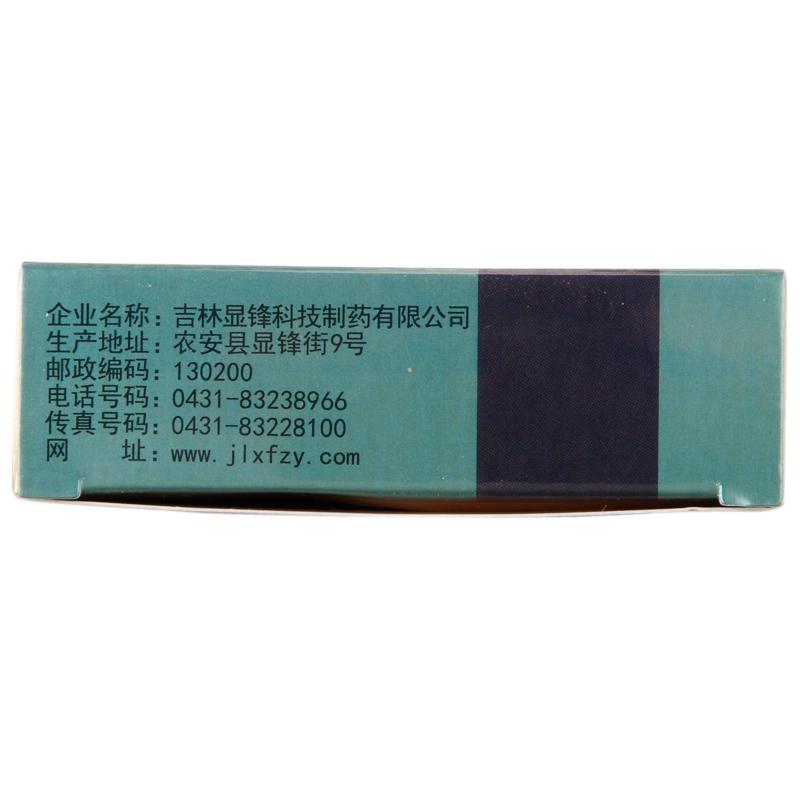 企业名称：吉林显锋科技制药有限公司
生产地址：农安县显锋街9号
邮政编码：130200
电话号码：0431-83238966
传真号码：0431-83228100
网　　址：www.jlxfzy.com